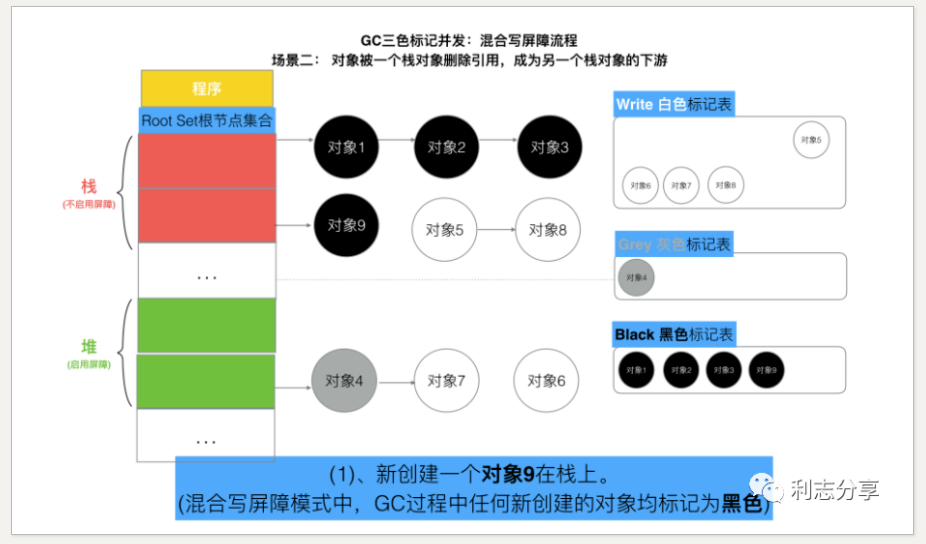 GC三色标记并发：混合写屏障流程
场景二： 对象被一个栈对象删除引用，成为另一个栈对象的下游
程序
Root Set根节点集合
栈
(不启用屏障)
...
堆
(启用屏障)
...
对象1
对象2
对象3
对象9
对象5
对象8
对象4
对象7
对象6
Write 白色标记表
对象5
对象6
对象7
对象8
Grey 灰色标记表
对象4
Black 黑色标记表
对象1
对象2
对象3
对象9
(1)、新创建一个对象9在栈上。
(混合写屏障模式中，GC过程中任何新创建的对象均标记为黑色)
利志分享